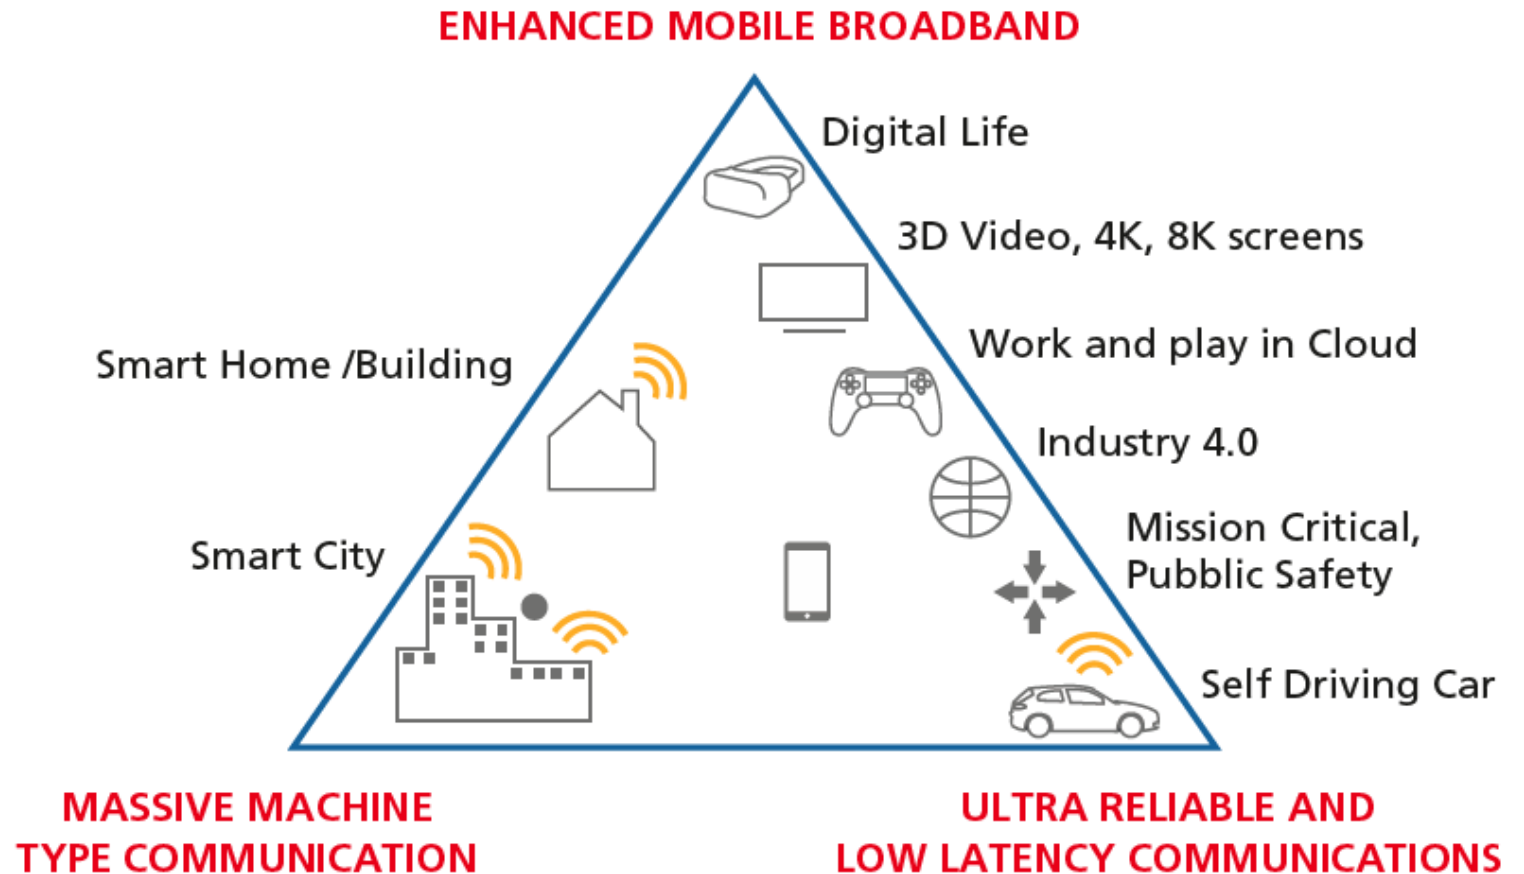 ENHANCED MOBILE BROADBAND
Digital Life
3D Video, 4K, 8K screens
Work and play in Cloud
Smart Home /Building
Industry 4.0
Mission Critical,
Pubblic Safety
Smart City
Self Driving Car
MASSIVE MACHINE
TYPE COMMUNICATION
ULTRA RELIABLE AND
LOW LATENCY COMMUNICATIONS